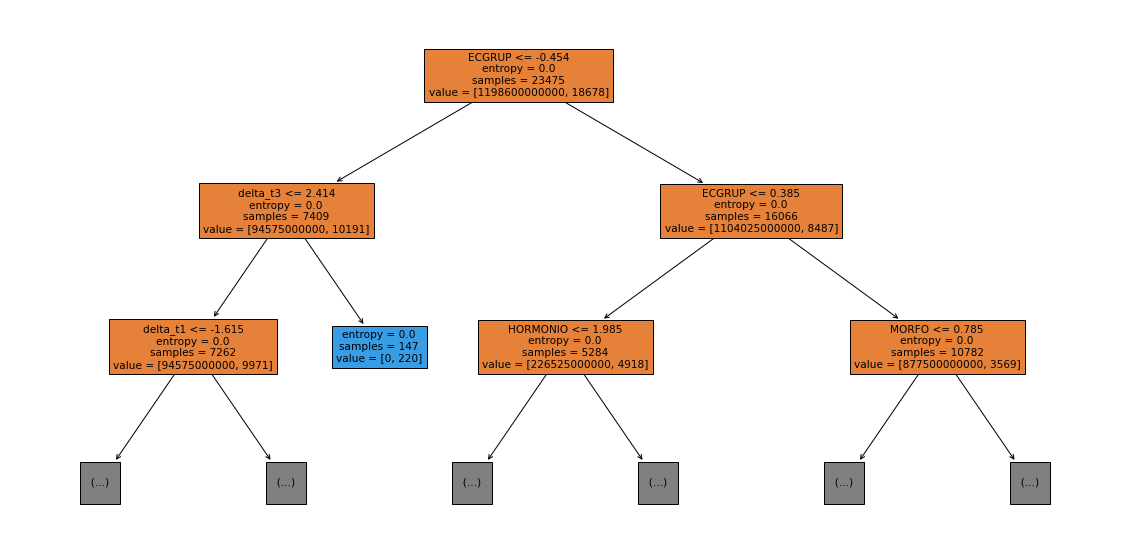 ECGRUP <= -0.454
entropy = 0.0
samples = 23475
value = [1198600000000, 18678]
delta_t3 <= 2.414
entropy = 0.0
samples = 7409
value = [94575000000, 10191]
ECGRUP <= 0.385
entropy = 0.0
samples = 16066
value = [1104025000000, 8487]
delta_t1 <= -1.615
entropy = 0.0
samples = 7262
value = [94575000000, 9971]
entropy = 0.0
samples = 147
value = [0, 220]
HORMONIO <= 1.985
entropy = 0.0
samples = 5284
value = [226525000000, 4918]
MORFO <= 0.785
entropy = 0.0
samples = 10782
value = [877500000000, 3569]
(...)
(...)
(...)
(...)
(...)
(...)